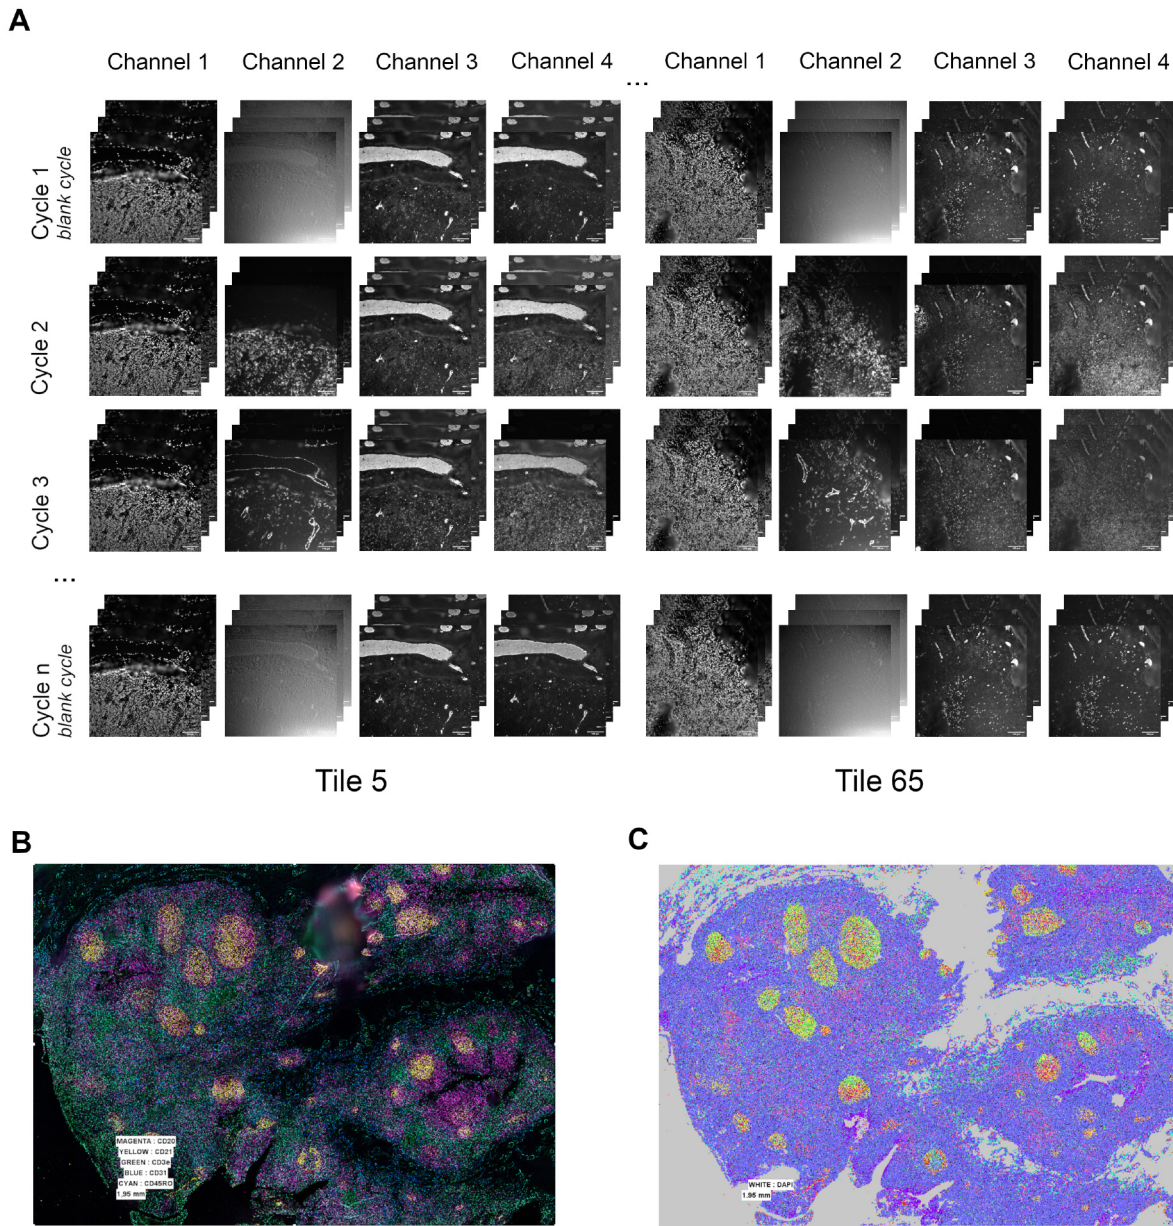 A
Channel 1 Channel 2 Channel 3 Channel 4 ... Channel 1 Channel 2 Channel 3 Channel 4
Cycle 1
blank cycle
Cycle 2
Cycle 3
...
Cycle n
blank cycle
Tile 5 Tile 65
B
MAGENTA : CD20
YELLOW : CD21
GREEN : CD3e
BLUE : CD31
CYAN : CD45RO
1.95 mm
C
WHITE : DAPI
1.95 mm